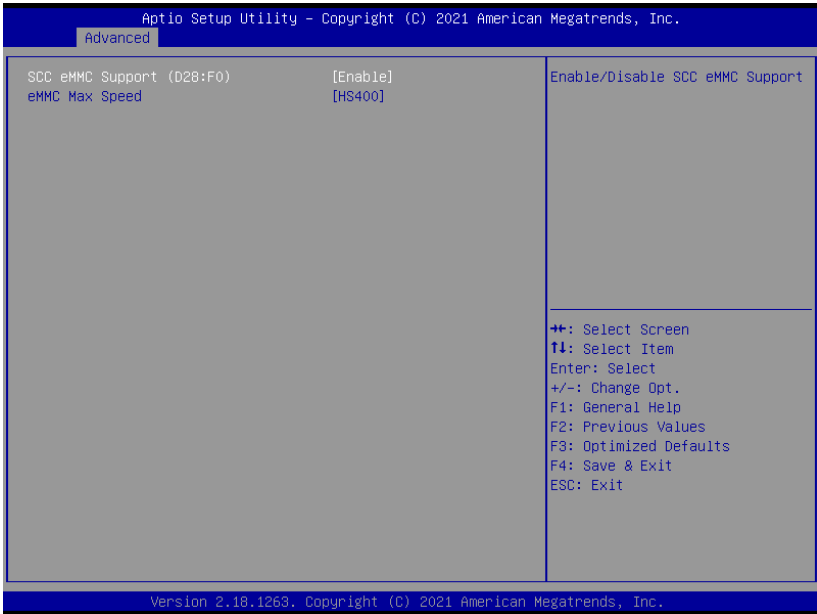 Aptio Setup Utility – Copyright (C) 2021 American Megatrends, Inc.
Advanced
SCC eMMC Support (D28:F0) [Enable]
eMMC Max Speed [HS400]
Enable/Disable SCC eMMC Support
→←: Select Screen
↑↓: Select Item
Enter: Select
+/-: Change Opt.
F1: General Help
F2: Previous Values
F3: Optimized Defaults
F4: Save & Exit
ESC: Exit
Version 2.18.1263. Copyright (C) 2021 American Megatrends, Inc.